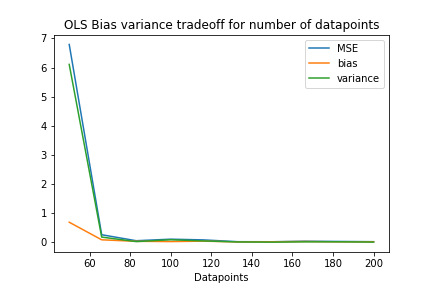 OLS Bias variance tradeoff for number of datapoints
7
6
5
4
3
2
1
0
MSE
bias
variance
60 80 100 120 140 160 180 200
Datapoints